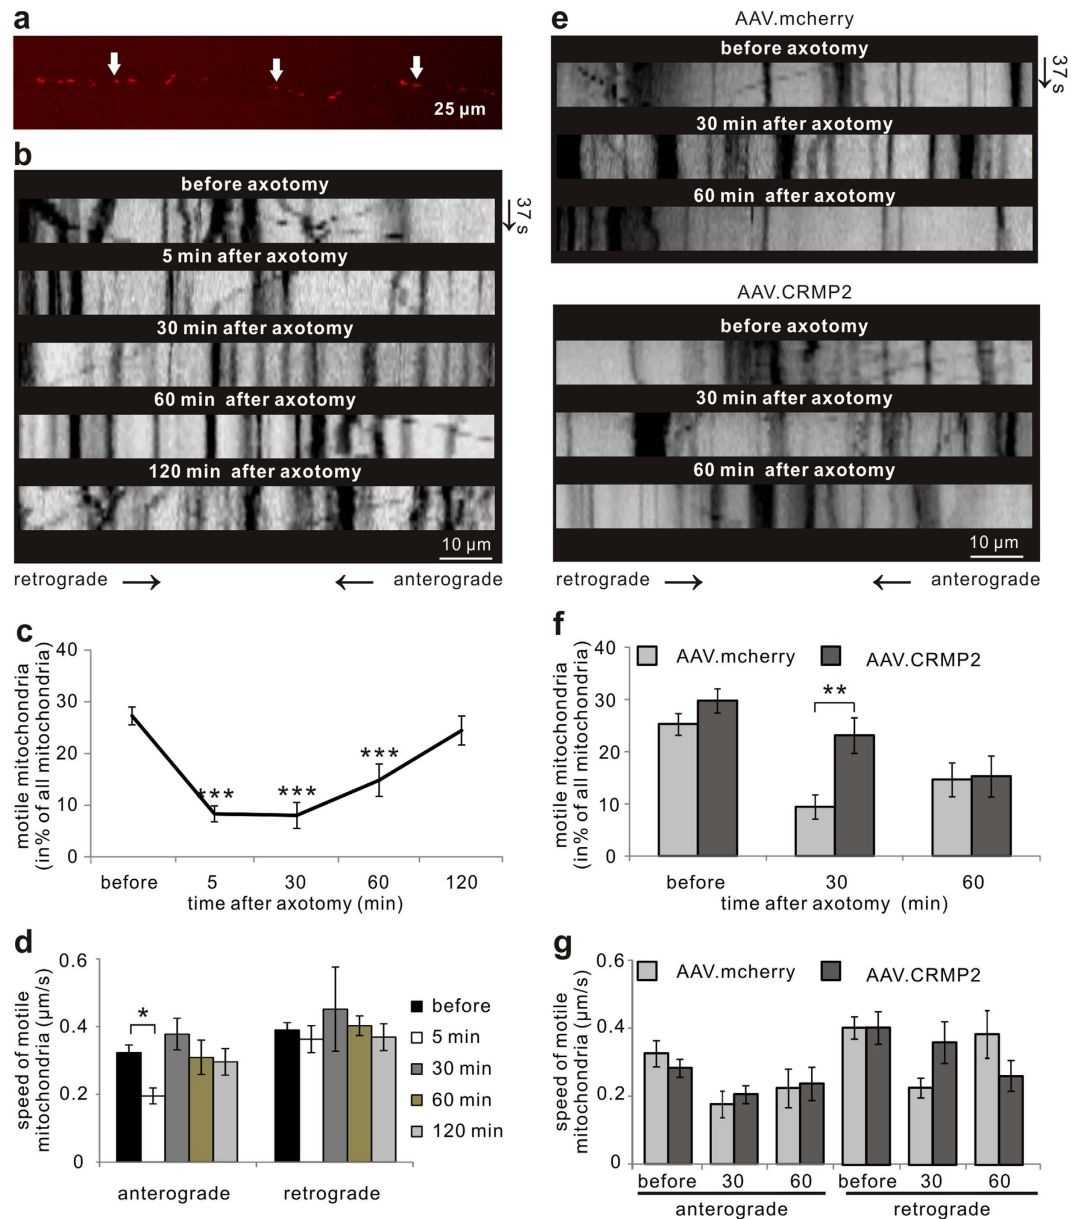 a
25 µm
b
before axotomy
37s
5 min after axotomy
30 min after axotomy
60 min after axotomy
120 min after axotomy
10 µm
retrograde → ← anterograde
c
motile mitochondria
(in% of all mitochondria)
40
30
20
10
0
***
***
***
before 5 30 60 120
time after axotomy (min)
d
speed of motile
mitochondria (µm/s)
0.6
0.4
0.2
0
*
before
5 min
30 min
60 min
120 min
anterograde retrograde
e
AAV.mcherry
before axotomy
37s
30 min after axotomy
60 min after axotomy
AAV.CRMP2
before axotomy
30 min after axotomy
60 min after axotomy
10 µm
retrograde → ← anterograde
f
motile mitochondria
(in% of all mitochondria)
40
30
20
10
0
AAV.mcherry AAV.CRMP2
**
before 30 60
time after axotomy (min)
g
speed of motile
mitochondria (µm/s)
0.6
0.4
0.2
0
AAV.mcherry AAV.CRMP2
before 30 60 before 30 60
anterograde retrograde